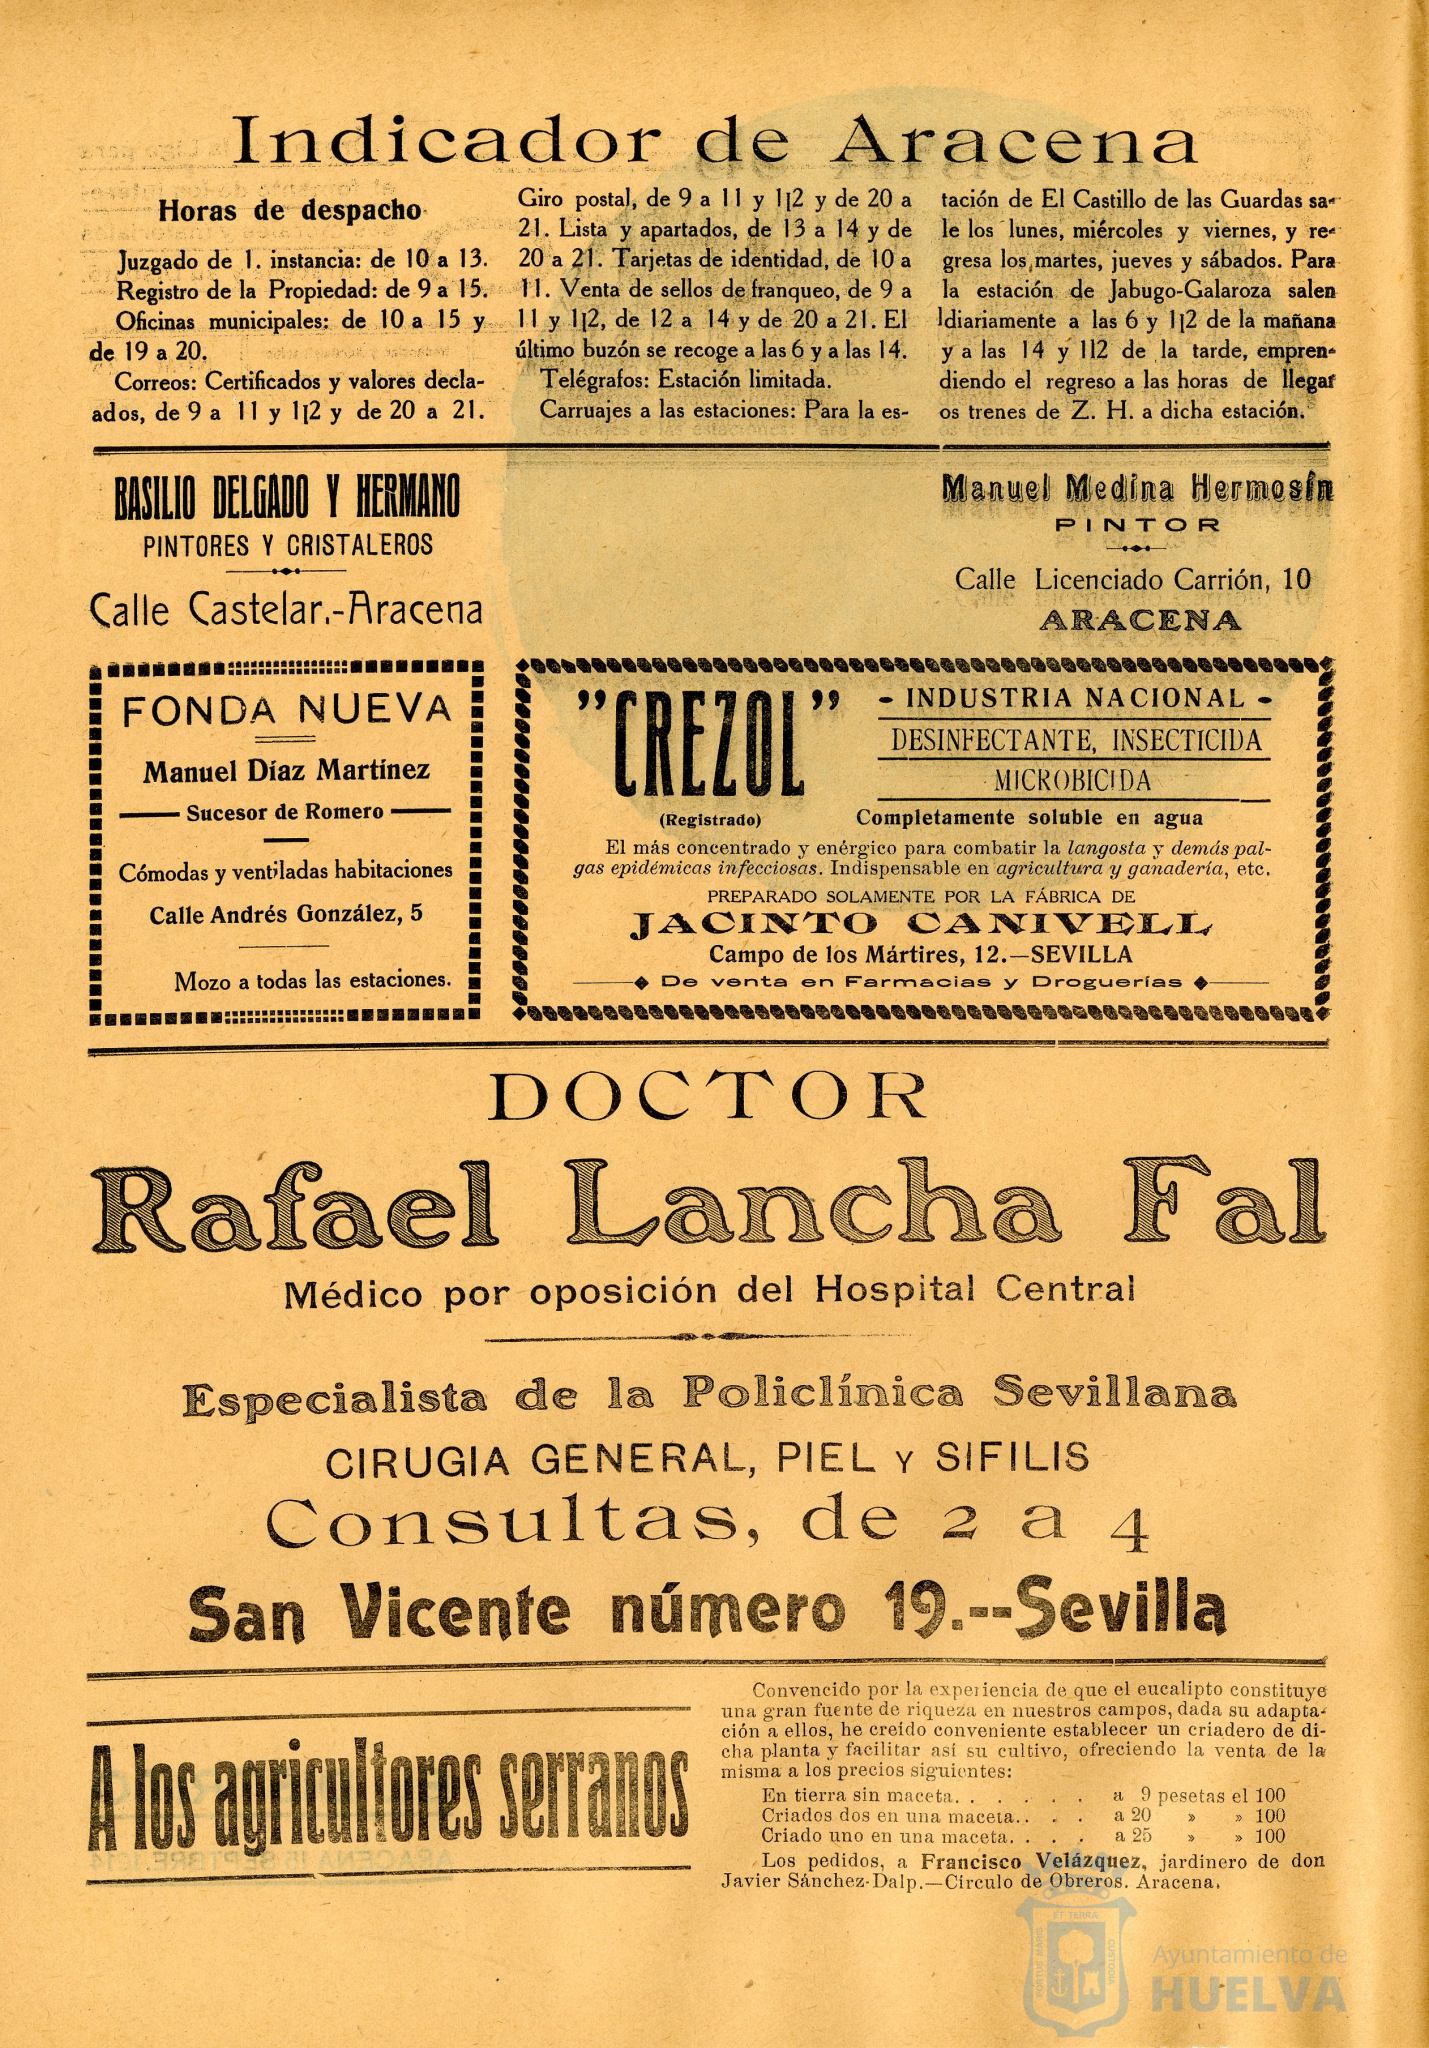 Indicador de Aracena
Horas de despacho
Juzgado de 1. instancia: de 10 a 13.
Registro de la Propiedad: de 9 a 15.
Oficinas municipales: de 10 a 15 y
de 19 a 20.
Correos: Certificados y valores decla-
ados, de 9 a 11 y 1|2 y de 20 a 21.
Giro postal, de 9 a 11 y 1|2 y de 20 a
21. Lista y apartados, de 13 a 14 y de
20 a 21. Tarjetas de identidad, de 10 a
11. Venta de sellos de franqueo, de 9 a
11 y 1|2, de 12 a 14 y de 20 a 21. El
último buzón se recoge a las 6 y a las 14.
Telégrafos: Estación limitada.
Carruajes a las estaciones: Para la es-
tación de El Castillo de las Guardas sa-
le los lunes, miércoles y viernes, y re-
gresa los martes, jueves y sábados. Para
la estación de Jabugo-Galaroza salen
ldiariamente a las 6 y 1|2 de la mañana
y a las 14 y 112 de la tarde, empren-
diendo el regreso a las horas de llegar
os trenes de Z. H. a dicha estación.
BASILIO DELGADO Y HERMANO
PINTORES Y CRISTALEROS
Calle Castelar.-Aracena
Manuel Medina Hermosín
PINTOR
Calle Licenciado Carrión, 10
ARACENA
FONDA NUEVA
Manuel Díaz Martínez
Sucesor de Romero
Cómodas y ventiladas habitaciones
Calle Andrés González, 5
Mozo a todas las estaciones.
"CREZOL"
(Registrado)
- INDUSTRIA NACIONAL -
DESINFECTANTE, INSECTICIDA
MICROBICIDA
Completamente soluble en agua
El más concentrado y enérgico para combatir la langosta y demás pal-
gas epidémicas infecciosas. Indispensable en agricultura y ganadería, etc.
PREPARADO SOLAMENTE POR LA FÁBRICA DE
JACINTO CANIVELL
Campo de los Mártires, 12.—SEVILLA
De venta en Farmacias y Droguerías
DOCTOR
Rafael Lancha Fal
Médico por oposición del Hospital Central
Especialista de la Policlínica Sevillana
CIRUGIA GENERAL, PIEL Y SIFILIS
Consultas, de 2 a 4
San Vicente número 19.--Sevilla
A los agricultores serranos
Convencido por la experiencia de que el eucalipto constituye
una gran fuente de riqueza en nuestros campos, dada su adapta-
ción a ellos, he creído conveniente establecer un criadero de di-
cha planta y facilitar así su cultivo, ofreciendo la venta de la
misma a los precios siguientes:
En tierra sin maceta. . . . . . a 9 pesetas el 100
Criados dos en una maceta. . . . a 20 » » 100
Criado uno en una maceta. . . . a 25 » » 100
Los pedidos, a Francisco Velázquez, jardinero de don
Javier Sánchez-Dalp.—Círculo de Obreros. Aracena.
PORTUS MARIS ET TERRA CUSTODIA
Ayuntamiento de
HUELVA